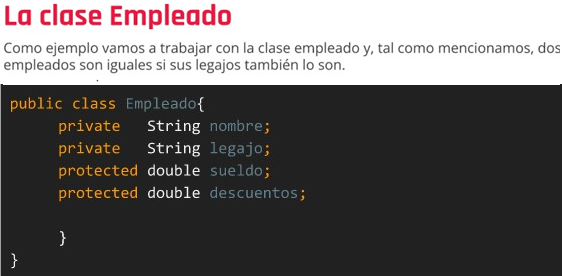 La clase Empleado
Como ejemplo vamos a trabajar con la clase empleado y, tal como mencionamos, dos
empleados son iguales si sus legajos también lo son.
public class Empleado{
private String nombre;
private String legajo;
protected double sueldo;
protected double descuentos;
}
}